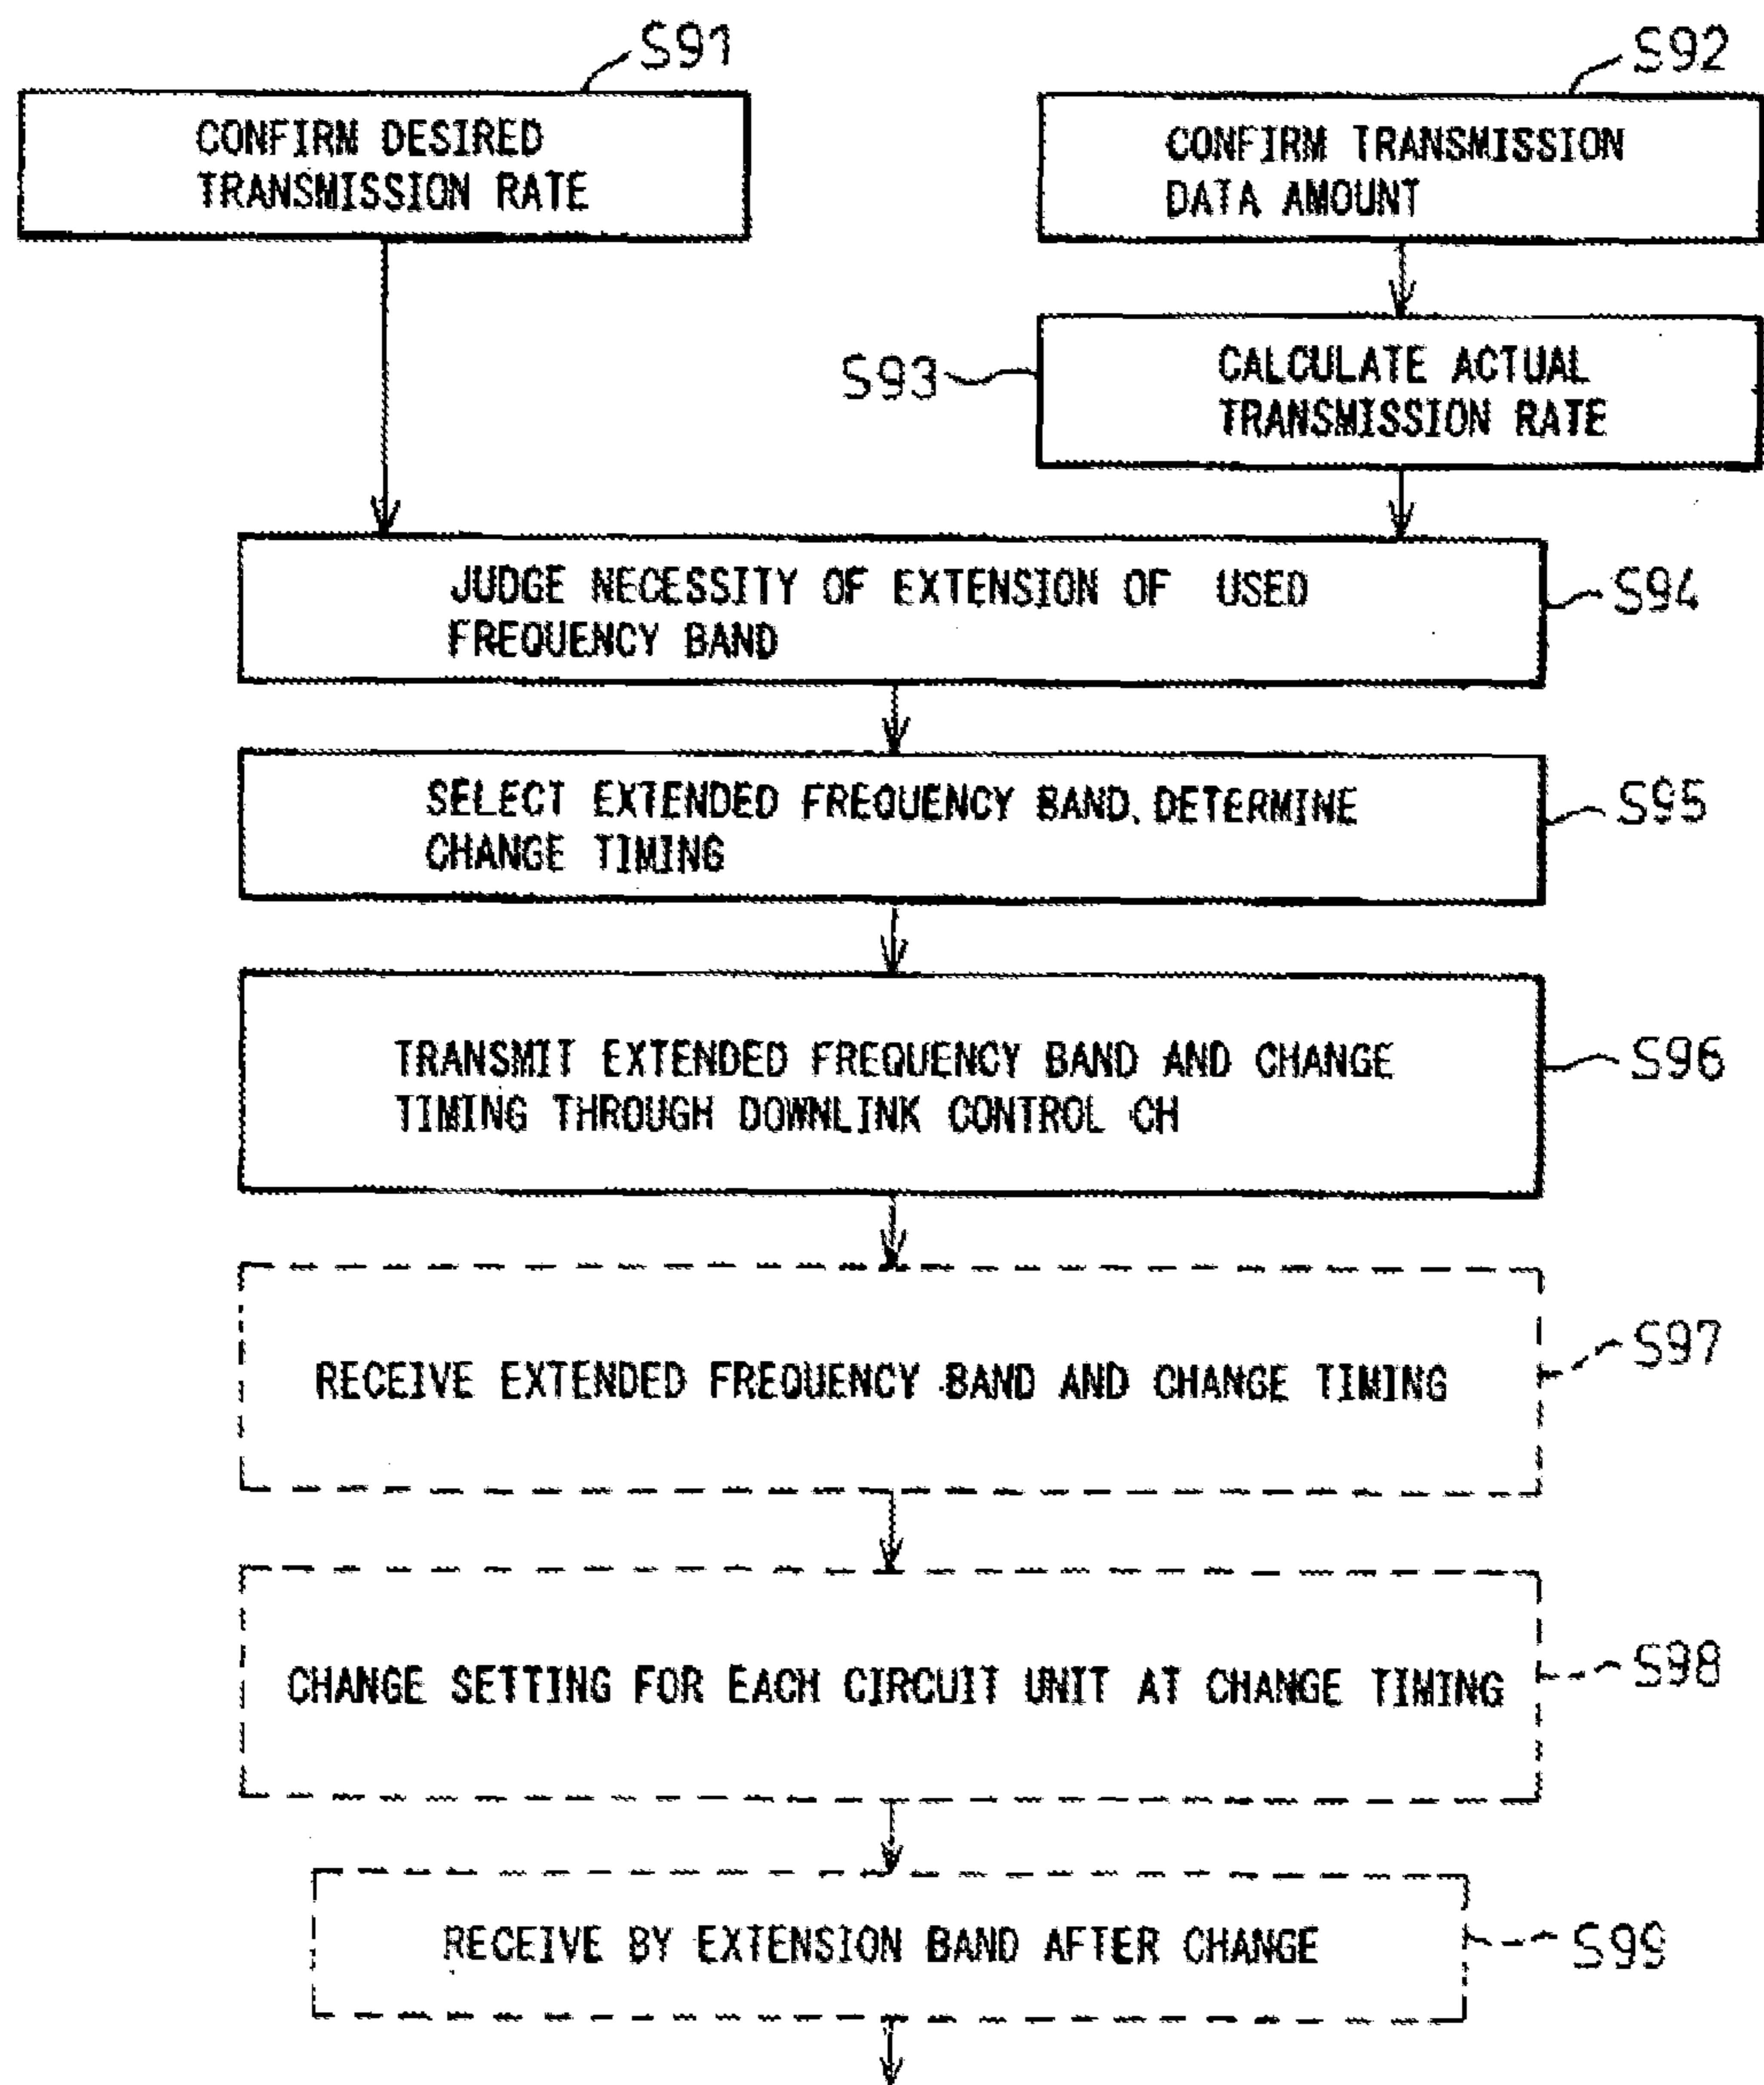 S91
CONFIRM DESIRED
TRANSMISSION RATE
S92
CONFIRM TRANSMISSION
DATA AMOUNT
S93
CALCULATE ACTUAL
TRANSMISSION RATE
JUDGE NECESSITY OF EXTENSION OF USED
FREQUENCY BAND
S94
SELECT EXTENDED FREQUENCY BAND, DETERMINE
CHANGE TIMING
S95
TRANSMIT EXTENDED FREQUENCY BAND AND CHANGE
TIMING THROUGH DOWNLINK CONTROL CH
S96
RECEIVE EXTENDED FREQUENCY BAND AND CHANGE TIMING
S97
CHANGE SETTING FOR EACH CIRCUIT UNIT AT CHANGE TIMING
S98
RECEIVE BY EXTENSION BAND AFTER CHANGE
S99